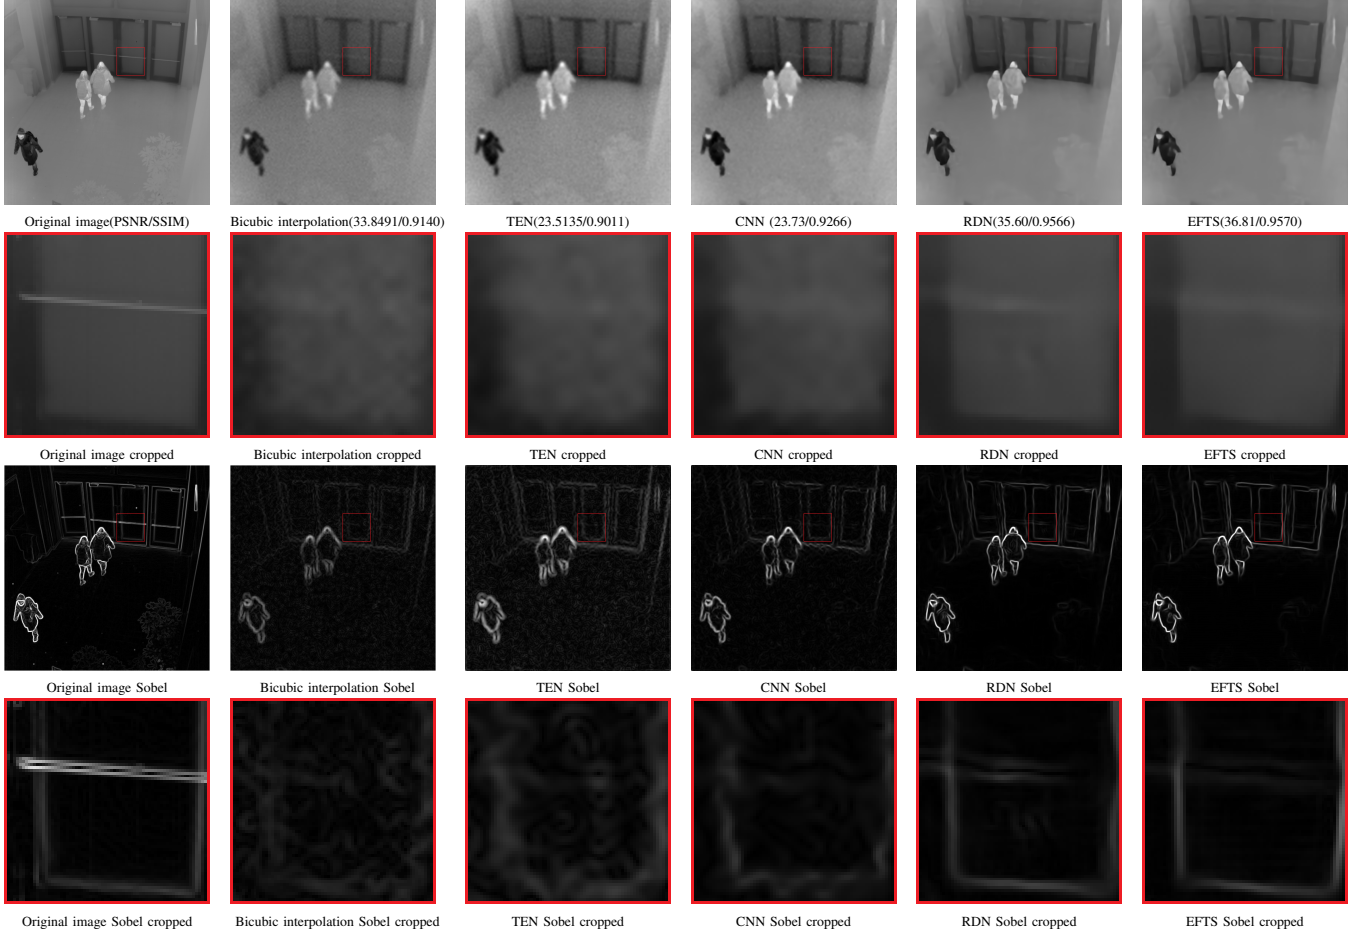 Original image(PSNR/SSIM)
Bicubic interpolation(33.8491/0.9140)
TEN(23.5135/0.9011)
CNN (23.73/0.9266)
RDN(35.60/0.9566)
EFTS(36.81/0.9570)
Original image cropped
Bicubic interpolation cropped
TEN cropped
CNN cropped
RDN cropped
EFTS cropped
Original image Sobel
Bicubic interpolation Sobel
TEN Sobel
CNN Sobel
RDN Sobel
EFTS Sobel
Original image Sobel cropped
Bicubic interpolation Sobel cropped
TEN Sobel cropped
CNN Sobel cropped
RDN Sobel cropped
EFTS Sobel cropped